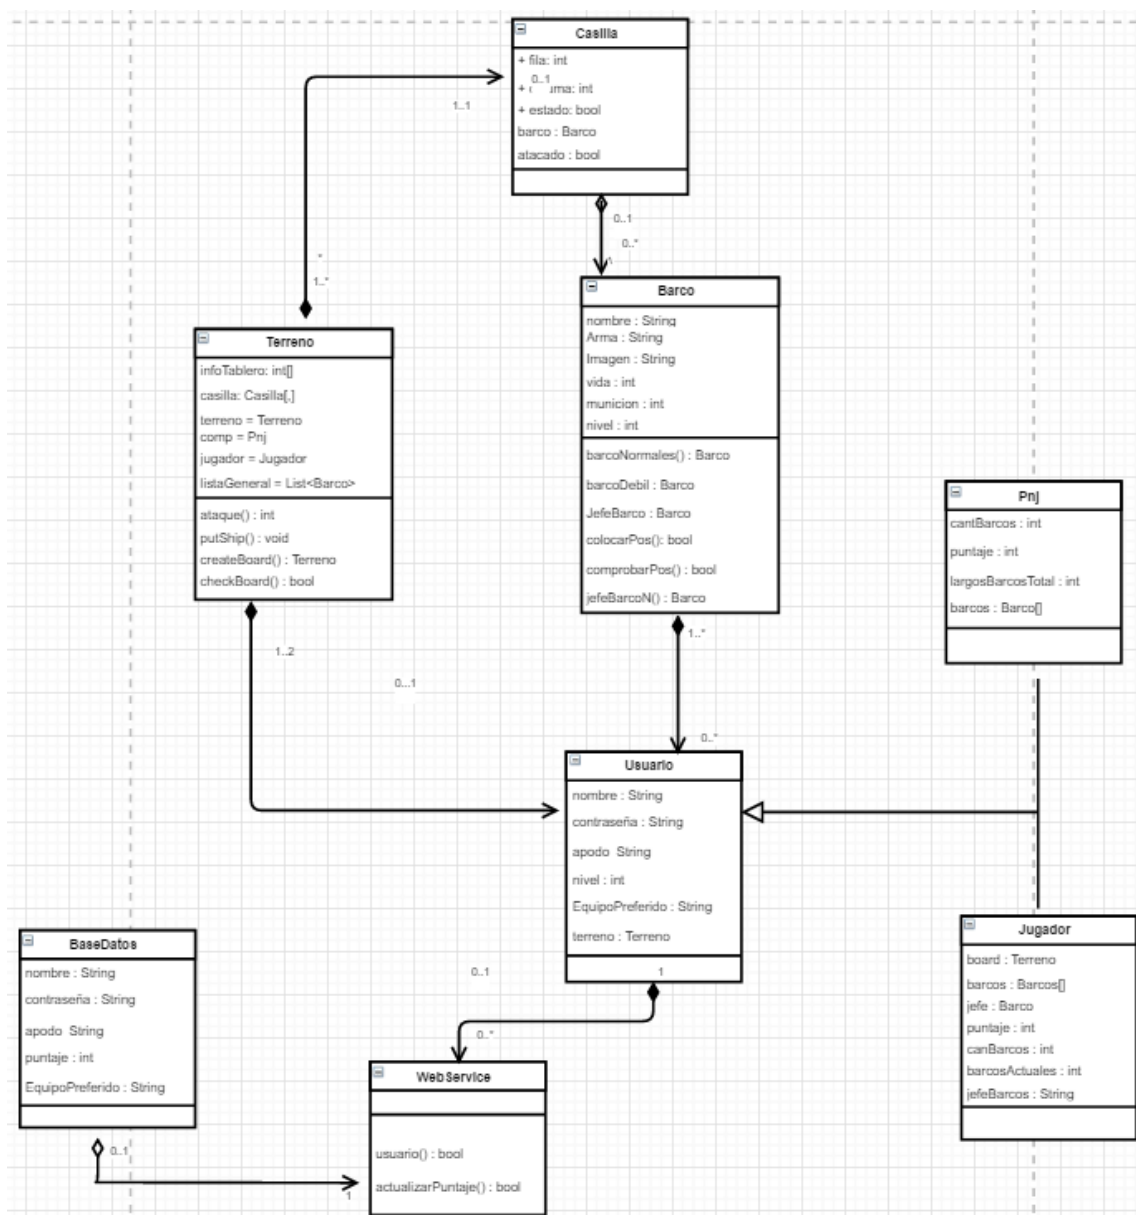 Casilla
+ fila: int
0..1
ma: int
+ estado: bool
barco : Barco
atacado : bool
1..1
0..1
0..*
*
1..*
Barco
nombre : String
Arma : String
Imagen : String
vida : int
municion : int
nivel : int
barcoNormales() : Barco
barcoDebil : Barco
JefeBarco : Barco
colocarPos(): bool
comprobarPos() : bool
jefeBarcoN() : Barco
Terreno
infoTablero: int[]
casilla: Casilla[,]
terreno = Terreno
comp = Pnj
jugador = Jugador
listaGeneral = List<Barco>
ataque() : int
putShip() : void
createBoard() : Terreno
checkBoard() : bool
Pnj
cantBarcos : int
puntaje : int
largosBarcosTotal : int
barcos : Barco[]
1..*
1..2
0...1
0..*
Usuario
nombre : String
contraseña : String
apodo String
nivel : int
EquipoPreferido : String
terreno : Terreno
1
0..1
0..*
BaseDatos
nombre : String
contraseña : String
apodo String
puntaje : int
EquipoPreferido : String
0..1
1
Jugador
board : Terreno
barcos : Barcos[]
jefe : Barco
puntaje : int
canBarcos : int
barcosActuales : int
jefeBarcos : String
WebService
usuario() : bool
actualizarPuntaje() : bool